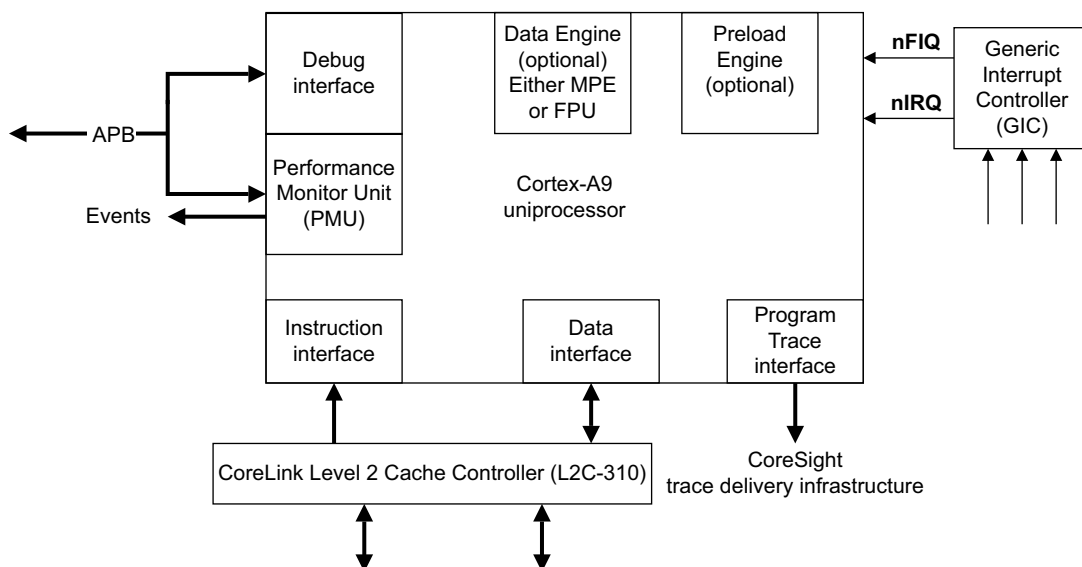 Debug
interface
Data Engine
(optional)
Either MPE
or FPU
Preload
Engine
(optional)
nFIQ
nIRQ
Generic
Interrupt
Controller
(GIC)
APB
Performance
Monitor Unit
(PMU)
Events
Cortex-A9
uniprocessor
Instruction
interface
Data
interface
Program
Trace
interface
CoreLink Level 2 Cache Controller (L2C-310)
CoreSight
trace delivery infrastructure